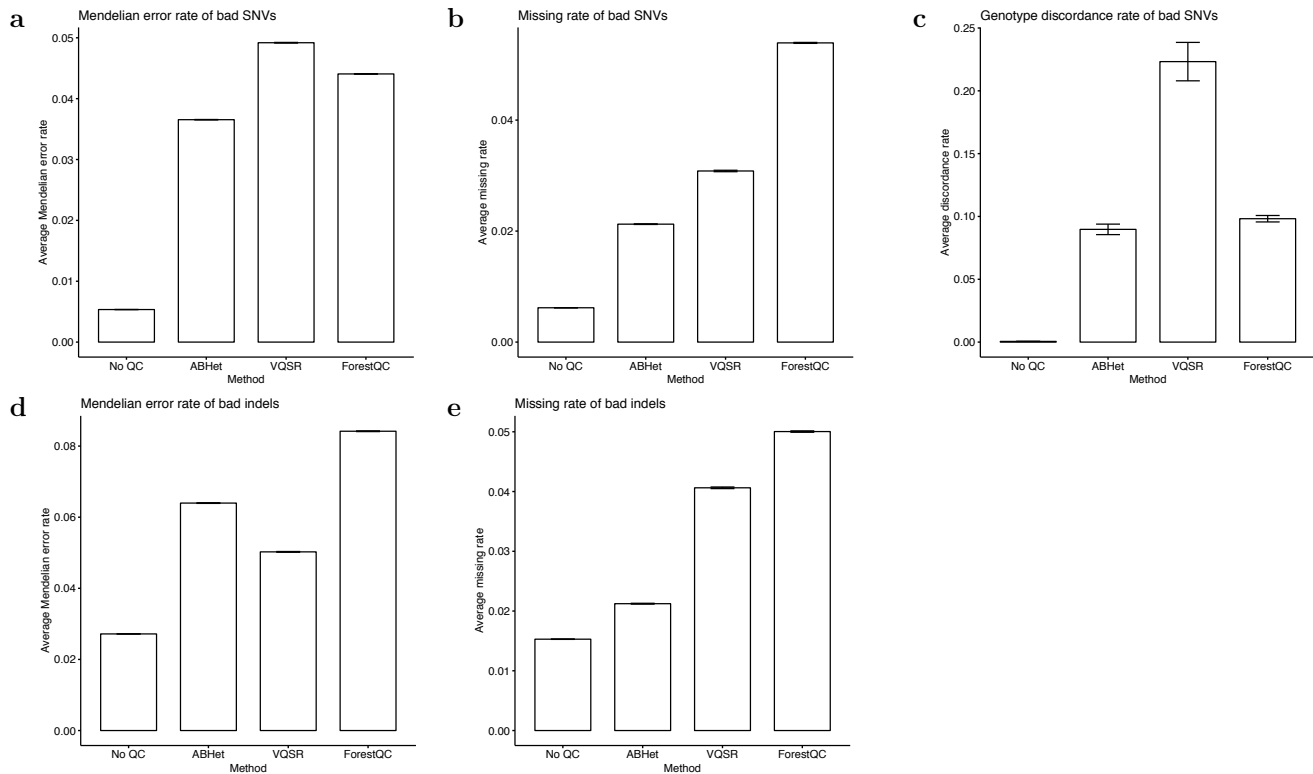 a
Mendelian error rate of bad SNVs
Average Mendelian error rate
0.05
0.04
0.03
0.02
0.01
0.00
No QC ABHet VQSR ForestQC
Method
b
Missing rate of bad SNVs
Average missing rate
0.04
0.02
0.00
No QC ABHet VQSR ForestQC
Method
c
Genotype discordance rate of bad SNVs
Average discordance rate
0.25
0.20
0.15
0.10
0.05
0.00
No QC ABHet VQSR ForestQC
Method
d
Mendelian error rate of bad indels
Average Mendelian error rate
0.08
0.06
0.04
0.02
0.00
No QC ABHet VQSR ForestQC
Method
e
Missing rate of bad indels
Average missing rate
0.05
0.04
0.03
0.02
0.01
0.00
No QC ABHet VQSR ForestQC
Method